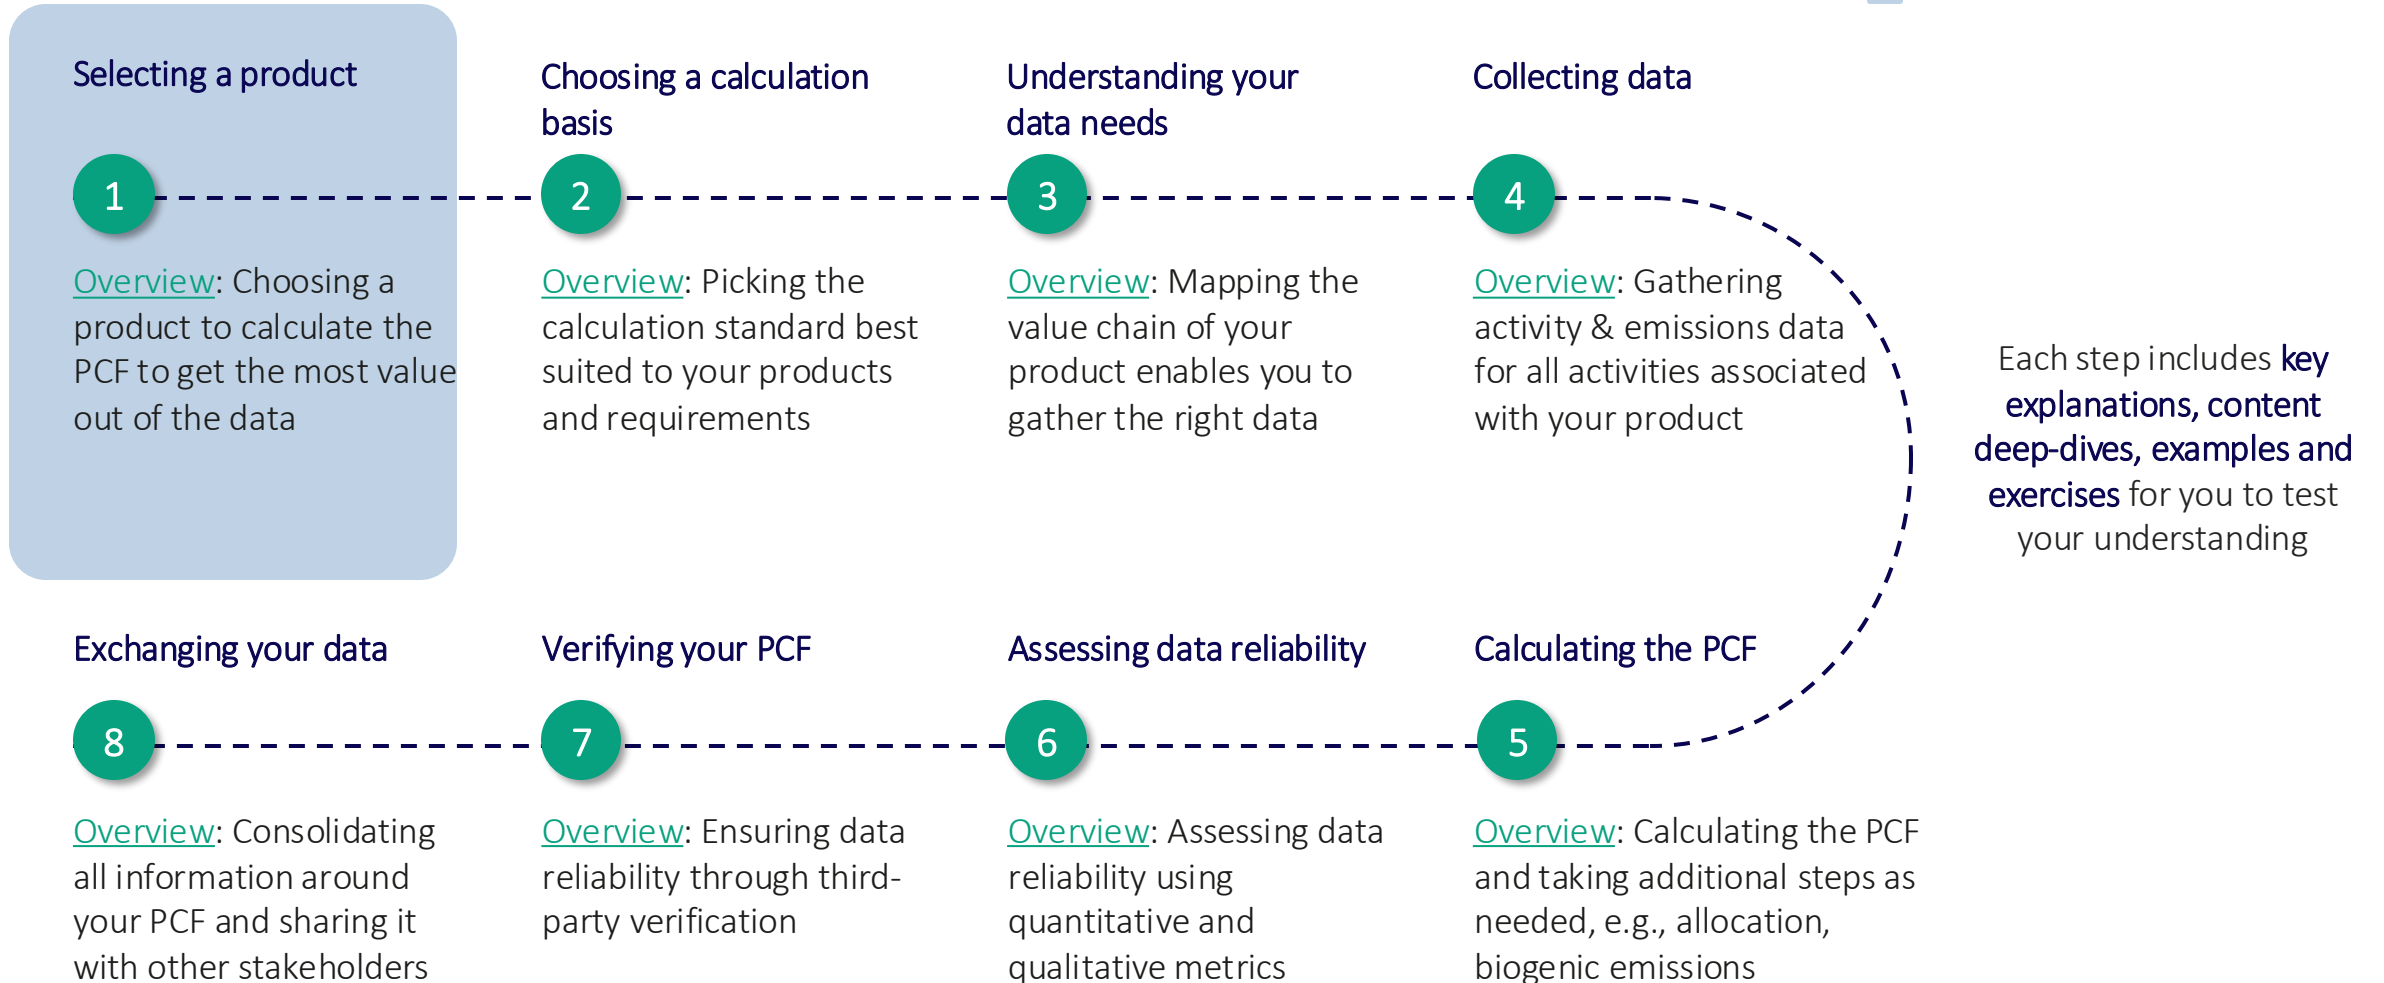 Selecting a product
1
Overview: Choosing a
product to calculate the
PCF to get the most value
out of the data
Choosing a calculation
basis
2
Overview: Picking the
calculation standard best
suited to your products
and requirements
Understanding your
data needs
3
Overview: Mapping the
value chain of your
product enables you to
gather the right data
Collecting data
4
Overview: Gathering
activity & emissions data
for all activities associated
with your product
Each step includes key
explanations, content
deep-dives, examples and
exercises for you to test
your understanding
Calculating the PCF
5
Overview: Calculating the PCF
and taking additional steps as
needed, e.g., allocation,
biogenic emissions
Assessing data reliability
6
Overview: Assessing data
reliability using
quantitative and
qualitative metrics
Verifying your PCF
7
Overview: Ensuring data
reliability through third-
party verification
Exchanging your data
8
Overview: Consolidating
all information around
your PCF and sharing it
with other stakeholders